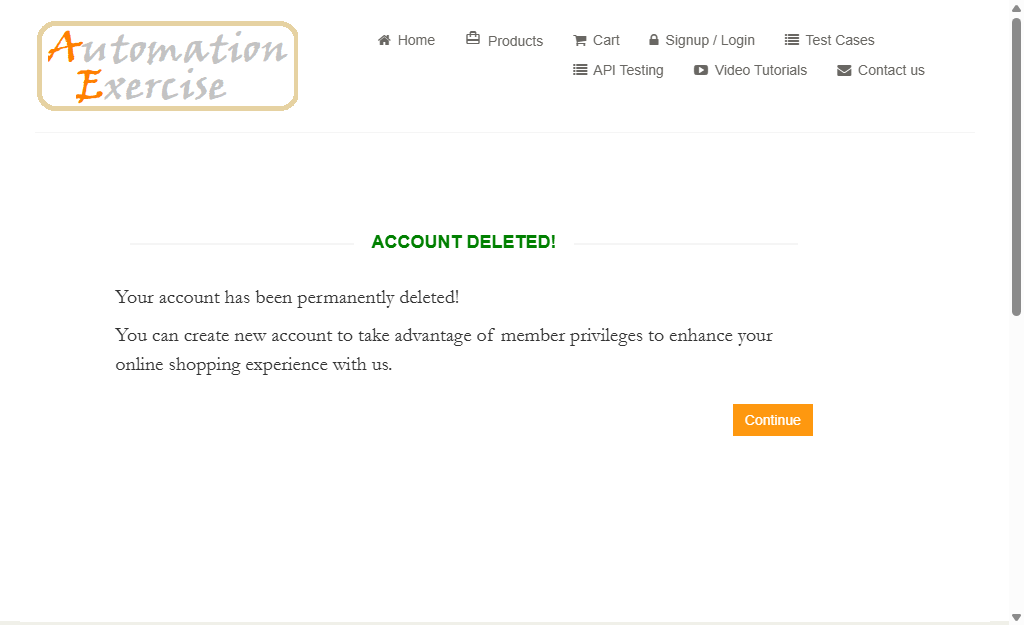 Automation
Exercise
Home
Products
Cart
Signup / Login
Test Cases
API Testing
Video Tutorials
Contact us
ACCOUNT DELETED!
Your account has been permanently deleted!
You can create new account to take advantage of member privileges to enhance your
online shopping experience with us.
Continue